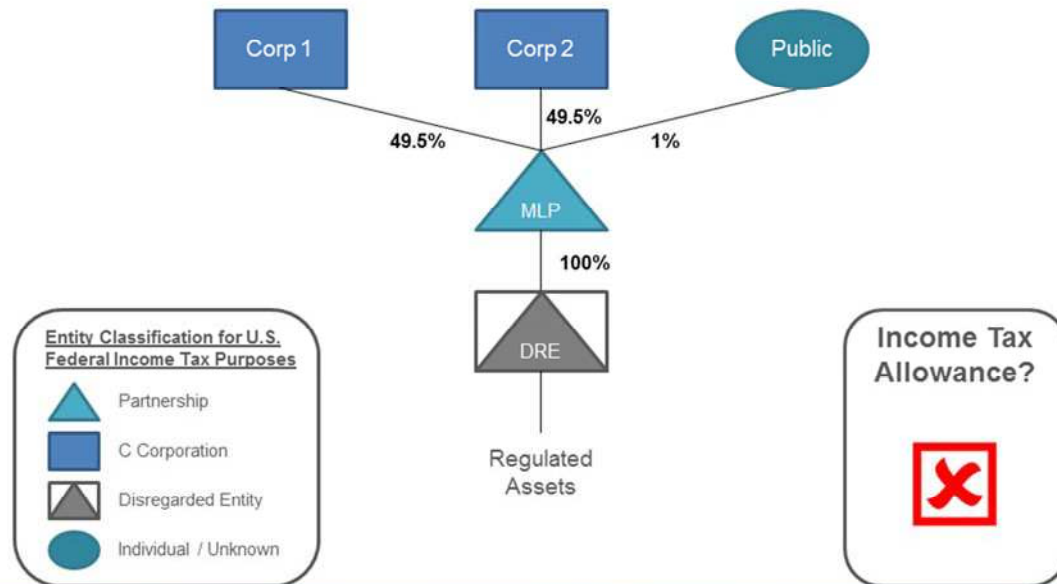 Corp 1
Corp 2
Public
49.5%
49.5%
1%
MLP
100%
DRE
Regulated
Assets
Entity Classification for U.S.
Federal Income Tax Purposes
Partnership
C Corporation
Disregarded Entity
Individual / Unknown
Income Tax
Allowance?